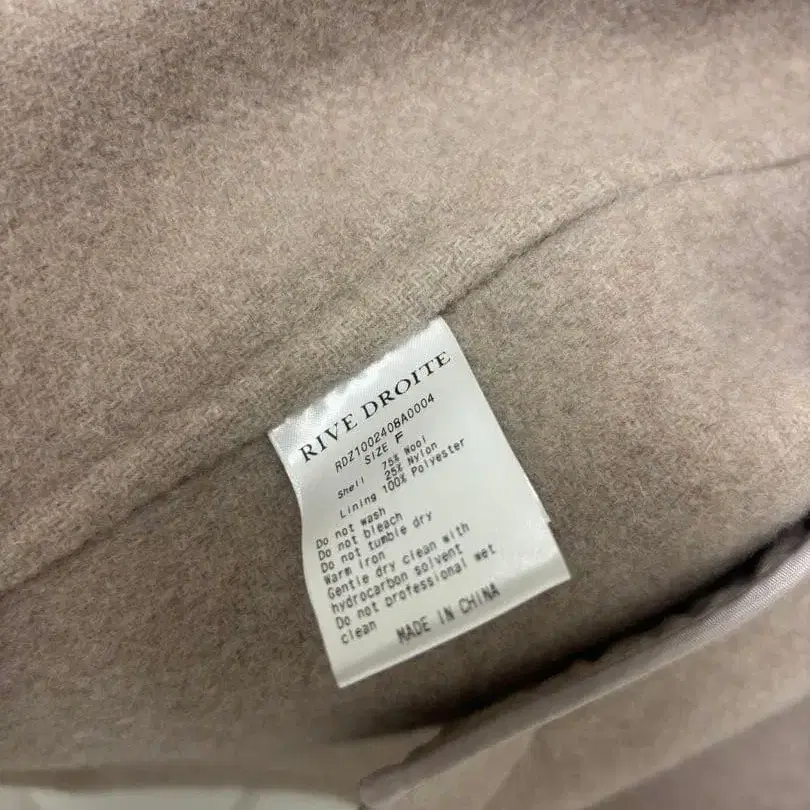 RIVE DROITE
RDZ1002408A0004
SIZE F
Shell 75% Wool
25% Nylon
Lining 100% Polyester
Do not wash
Do not bleach
Do not tumble dry
Warm iron
Gentle dry clean with
hydrocarbon solvent
Do not professional wet
clean
MADE IN CHINA